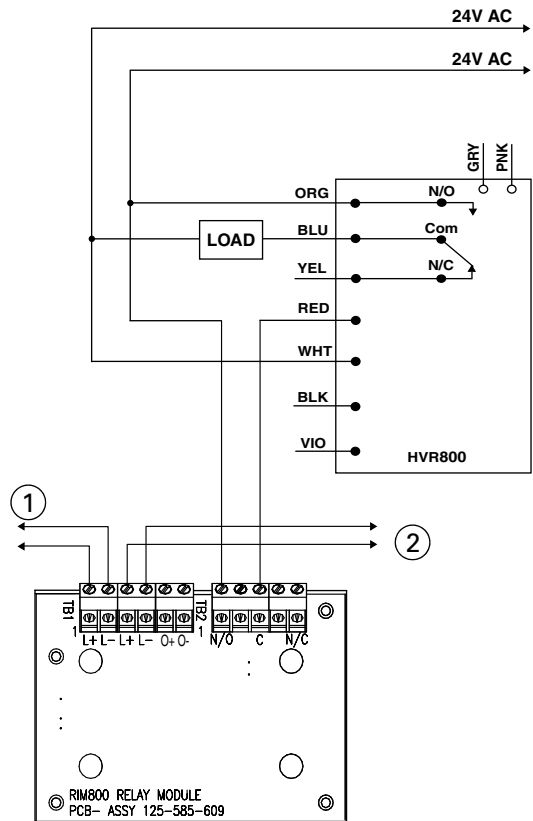 24V AC
24V AC
GRY
PNK
ORG
N/O
BLU
LOAD
Com
YEL
N/C
RED
WHT
BLK
VIO
HVR800
1
2
TB1
TB2
1
L+ L- L+ L- O+ O-
1
N/O C N/C
RIM800 RELAY MODULE
PCB- ASSY 125-585-609